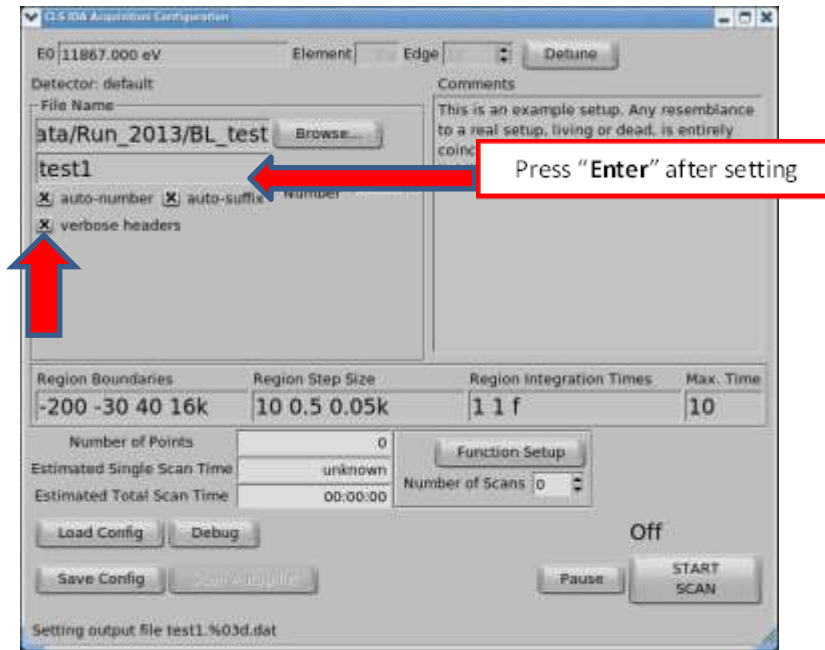 CLS IDA Acquisition Configuration
E0 11867.000 eV Element Edge Detune
Detector: default
Comments
File Name
ata/Run_2013/BL_test Browse...
test1
auto-number auto-suffix Number
verbose headers
This is an example setup. Any resemblance
to a real setup, living or dead, is entirely
coinc
Press “Enter” after setting
Region Boundaries Region Step Size Region Integration Times Max. Time
-200 -30 40 16k 10 0.5 0.05k 1 1 f 10
Number of Points 0
Estimated Single Scan Time unknown
Estimated Total Scan Time 00:00:00
Function Setup
Number of Scans 0
Load Config Debug
Off
Save Config
Pause
START
SCAN
Setting output file test1.%03d.dat